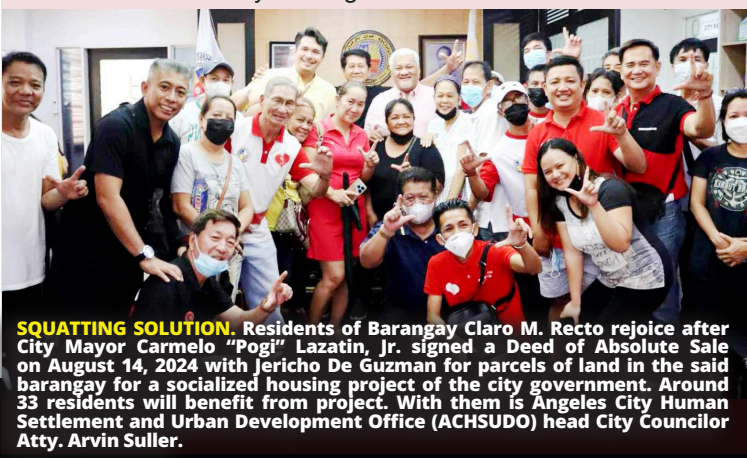 SQUATTING SOLUTION. Residents of Barangay Claro M. Recto rejoice after
City Mayor Carmelo “Pogi” Lazatin, Jr. signed a Deed of Absolute Sale
on August 14, 2024 with Jericho De Guzman for parcels of land in the said
barangay for a socialized housing project of the city government. Around
33 residents will benefit from project. With them is Angeles City Human
Settlement and Urban Development Office (ACHSUDO) head City Councilor
Atty. Arvin Suller.